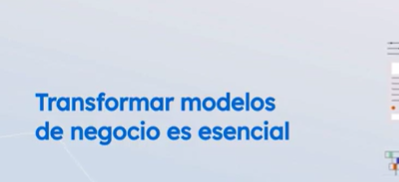 Transformar modelos
de negocio es esencial